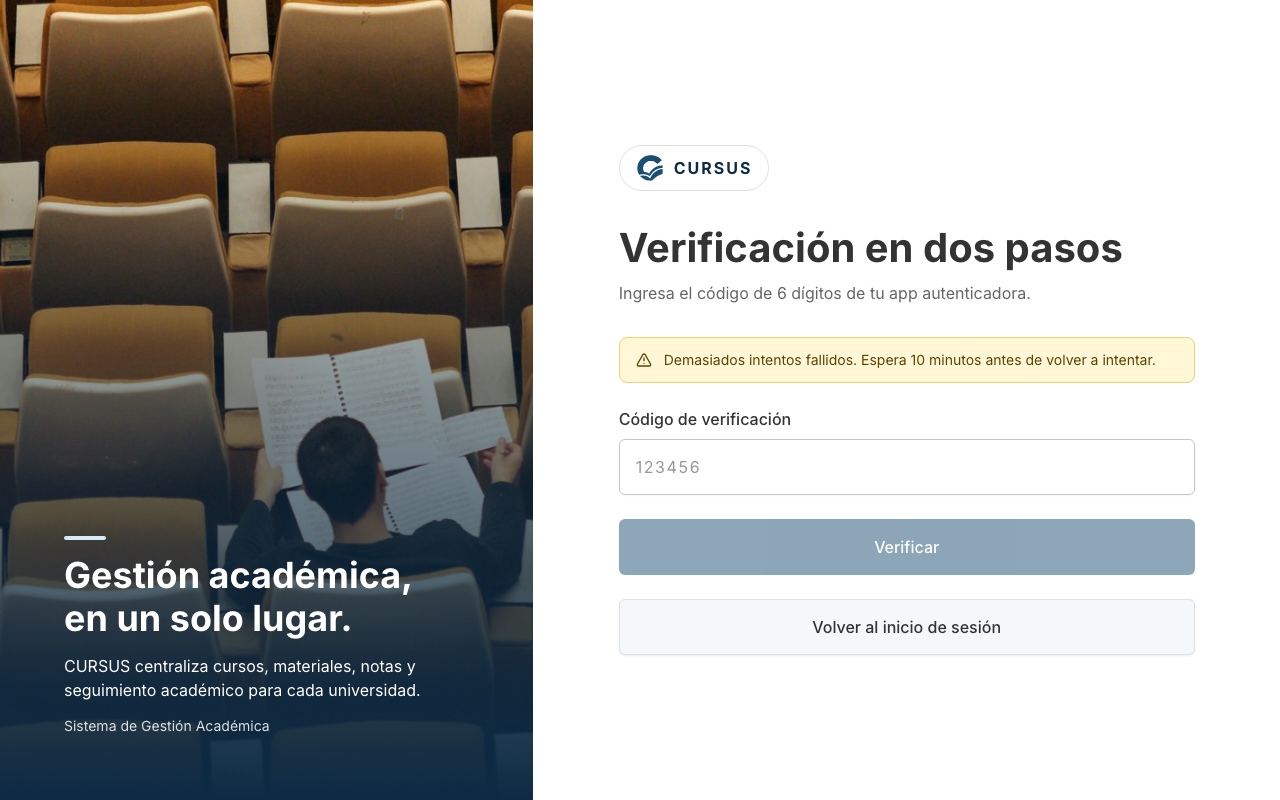 CURSUS
Verificación en dos pasos
Ingresa el código de 6 dígitos de tu app autenticadora.
Demasiados intentos fallidos. Espera 10 minutos antes de volver a intentar.
Código de verificación
123456
Verificar
Volver al inicio de sesión
Gestión académica,
en un solo lugar.
CURSUS centraliza cursos, materiales, notas y
seguimiento académico para cada universidad.
Sistema de Gestión Académica